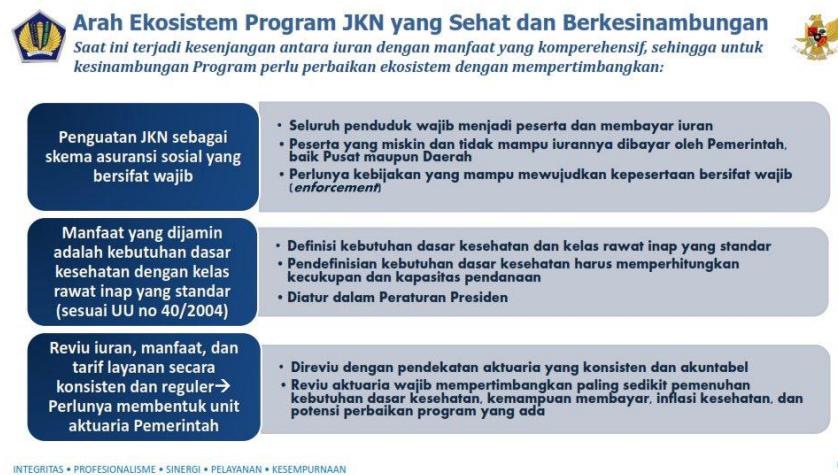 Arah Ekosistem Program JKN yang Sehat dan Berkesinambungan
Saat ini terjadi kesenjangan antara iuran dengan manfaat yang komperehensif, sehingga untuk
kesinambungan Program perlu perbaikan ekosistem dengan mempertimbangkan:
Penguatan JKN sebagai
skema asuransi sosial yang
bersifat wajib
• Seluruh penduduk wajib menjadi peserta dan membayar iuran
• Peserta yang miskin dan tidak mampu iurannya dibayar oleh Pemerintah,
baik Pusat maupun Daerah
• Perlunya kebijakan yang mampu mewujudkan kepesertaan bersifat wajib
(enforcement)
Manfaat yang dijamin
adalah kebutuhan dasar
kesehatan dengan kelas
rawat inap yang standar
(sesuai UU no 40/2004)
• Definisi kebutuhan dasar kesehatan dan kelas rawat inap yang standar
• Pendefinisian kebutuhan dasar kesehatan harus memperhitungkan
kecukupan dan kapasitas pendanaan
• Diatur dalam Peraturan Presiden
Reviu iuran, manfaat, dan
tarif layanan secara
konsisten dan reguler→
Perlunya membentuk unit
aktuaria Pemerintah
• Direviu dengan pendekatan aktuaria yang konsisten dan akuntabel
• Reviu aktuaria wajib mempertimbangkan paling sedikit pemenuhan
kebutuhan dasar kesehatan, kemampuan membayar, inflasi kesehatan, dan
potensi perbaikan program yang ada
INTEGRITAS • PROFESIONALISME • SINERGI • PELAYANAN • KESEMPURNAAN